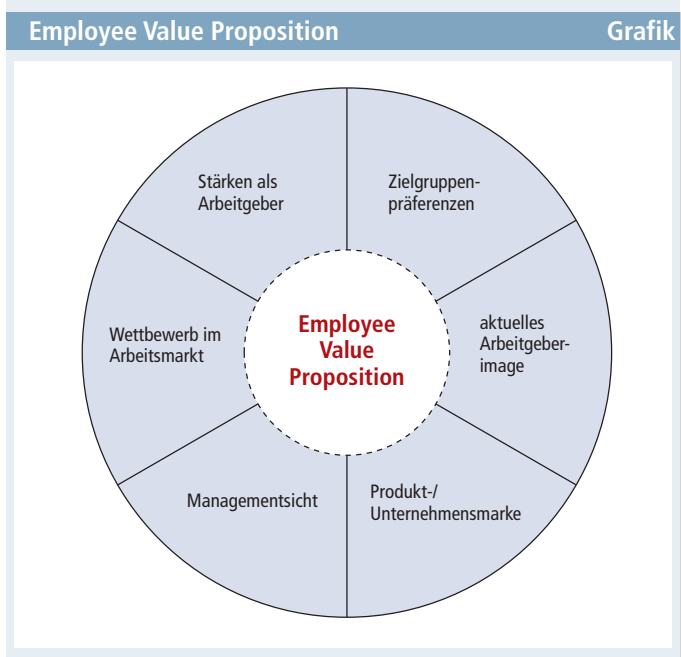 Employee Value Proposition Grafik
Stärken als
Arbeitgeber
Zielgruppen-
präferenzen
Wettbewerb im
Arbeitsmarkt
Employee
Value
Proposition
aktuelles
Arbeitgeber-
image
Managementsicht
Produkt-/
Unternehmensmarke